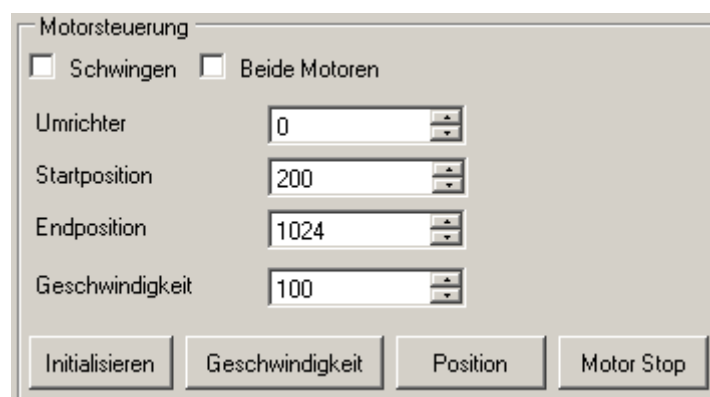 Motorsteuerung
Schwingen Beide Motoren
Umrichter 0
Startposition 200
Endposition 1024
Geschwindigkeit 100
Initialisieren Geschwindigkeit Position Motor Stop